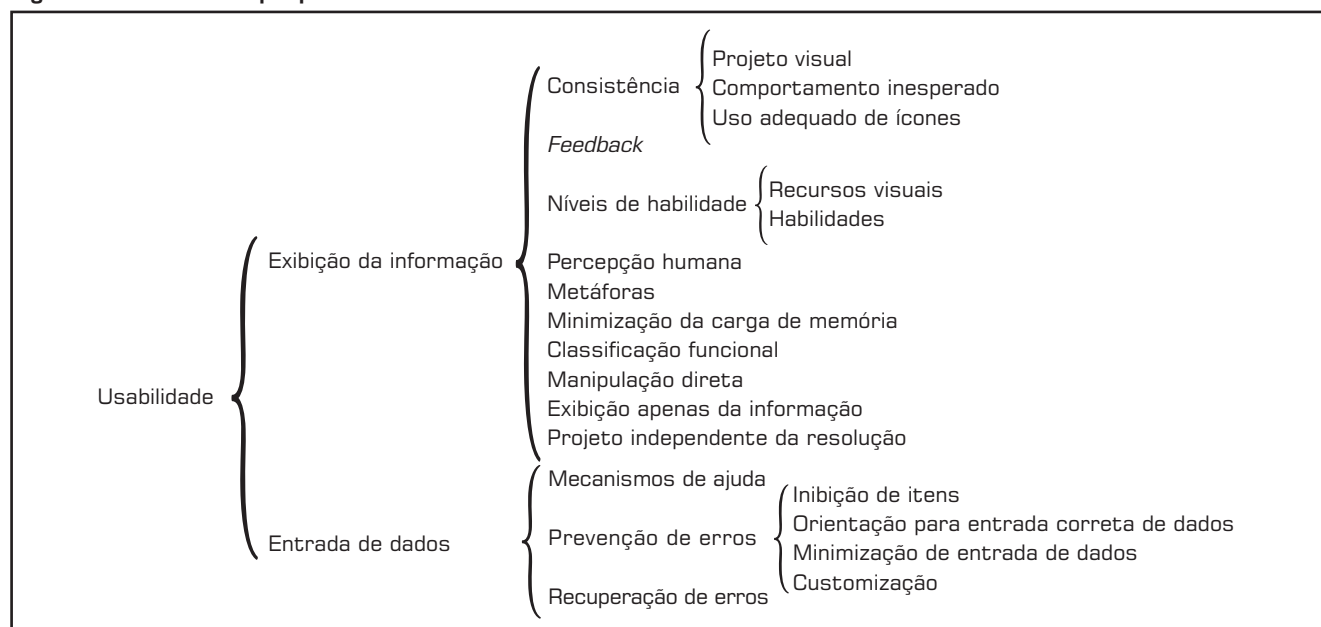 Usabilidade
Exibição da informação
Consistência
Projeto visual
Comportamento inesperado
Uso adequado de ícones
Feedback
Níveis de habilidade
Recursos visuais
Habilidades
Percepção humana
Metáforas
Minimização da carga de memória
Classificação funcional
Manipulação direta
Exibição apenas da informação
Projeto independente da resolução
Entrada de dados
Mecanismos de ajuda
Prevenção de erros
Inibição de itens
Orientação para entrada correta de dados
Minimização de entrada de dados
Customização
Recuperação de erros